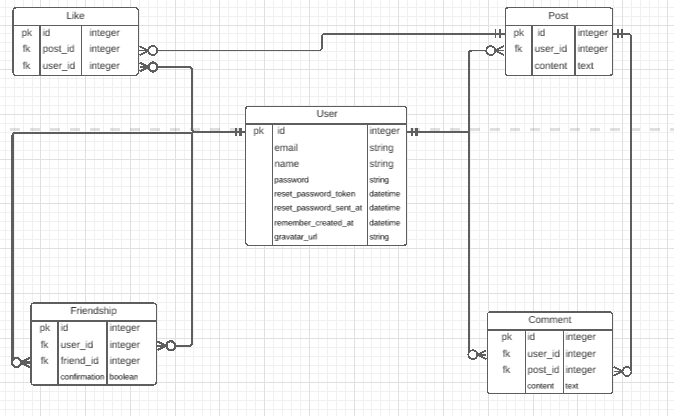 Like
pk id integer
fk post_id integer
fk user_id integer
Post
pk id integer
fk user_id integer
content text
User
pk id integer
email string
name string
password string
reset_password_token datetime
reset_password_sent_at datetime
remember_created_at datetime
gravatar_url string
Friendship
pk id integer
fk user_id integer
fk friend_id integer
confirmation boolean
Comment
pk id integer
fk user_id integer
fk post_id integer
content text